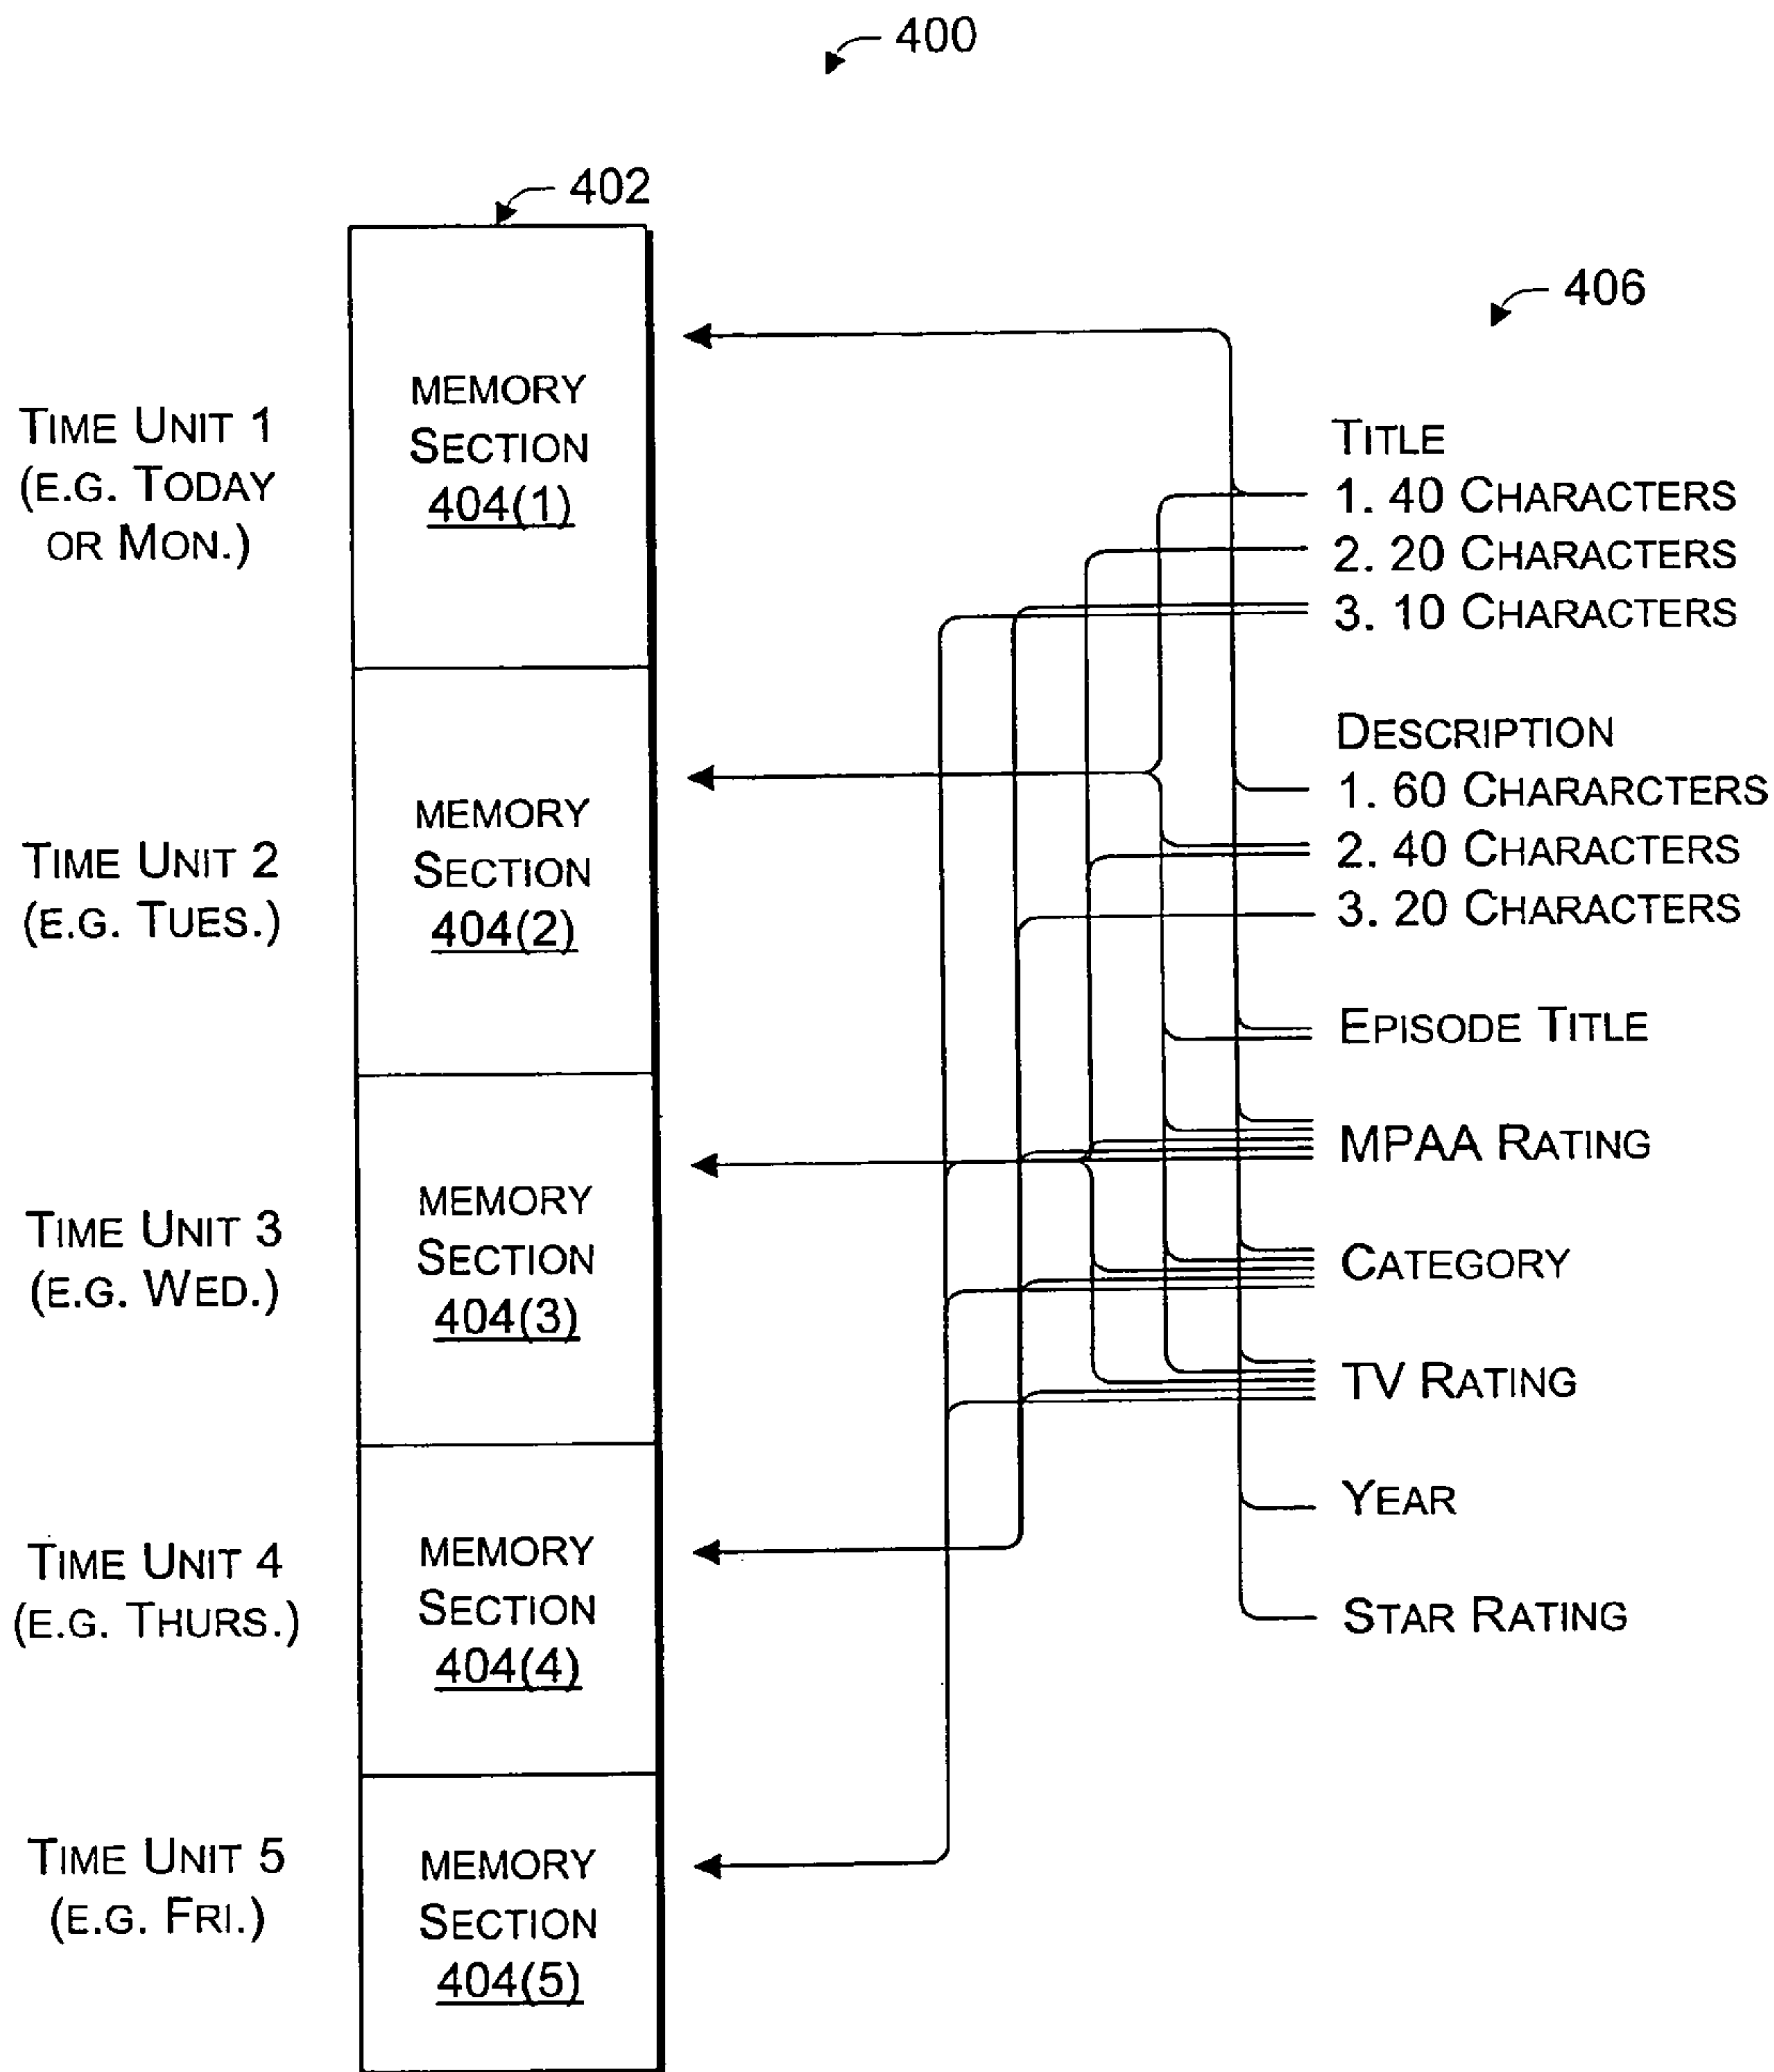 400
402
406
TIME UNIT 1
(E.G. TODAY
OR MON.)
MEMORY
SECTION
404(1)
TIME UNIT 2
(E.G. TUES.)
MEMORY
SECTION
404(2)
TIME UNIT 3
(E.G. WED.)
MEMORY
SECTION
404(3)
TIME UNIT 4
(E.G. THURS.)
MEMORY
SECTION
404(4)
TIME UNIT 5
(E.G. FRI.)
MEMORY
SECTION
404(5)
TITLE
1. 40 CHARACTERS
2. 20 CHARACTERS
3. 10 CHARACTERS
DESCRIPTION
1. 60 CHARARCTERS
2. 40 CHARACTERS
3. 20 CHARACTERS
EPISODE TITLE
MPAA RATING
CATEGORY
TV RATING
YEAR
STAR RATING